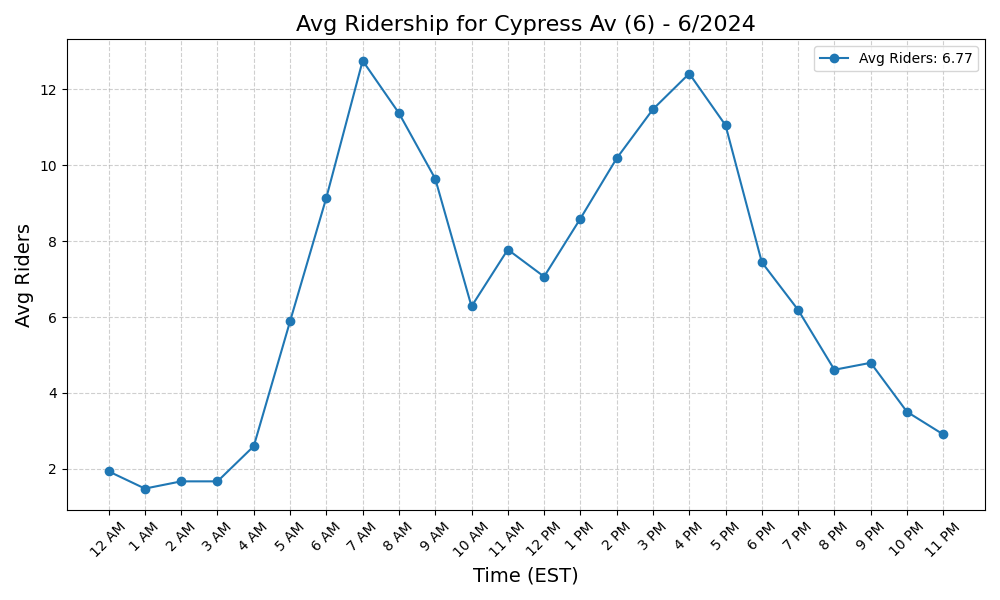 Avg Ridership for Cypress Av (6) - 6/2024
Avg Riders: 6.77
Avg Riders
12
10
8
6
4
2
12 AM
1 AM
2 AM
3 AM
4 AM
5 AM
6 AM
7 AM
8 AM
9 AM
10 AM
11 AM
12 PM
1 PM
2 PM
3 PM
4 PM
5 PM
6 PM
7 PM
8 PM
9 PM
10 PM
11 PM
Time (EST)